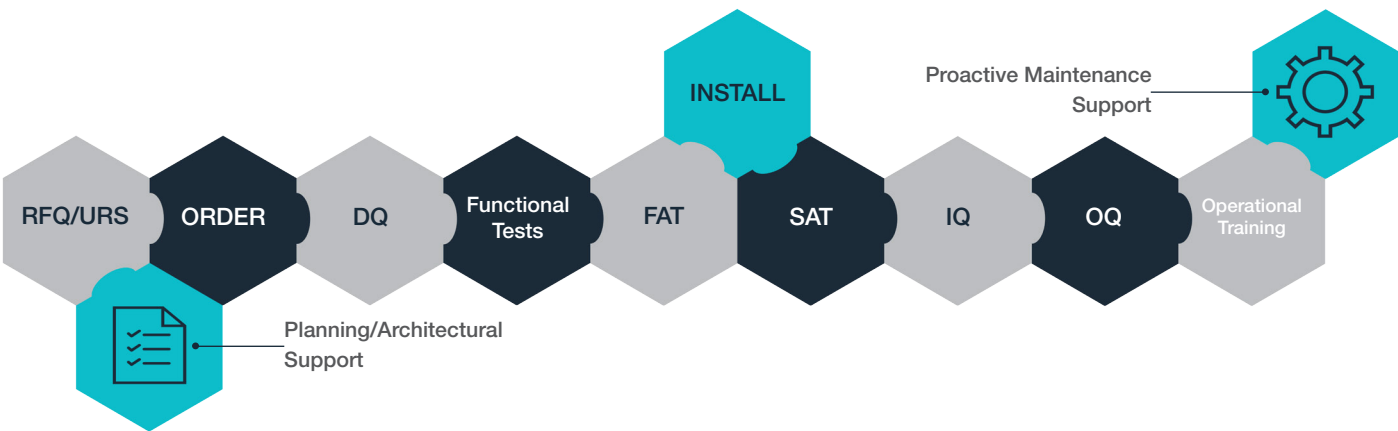 INSTALL
Proactive Maintenance
Support
RFQ/URS
ORDER
DQ
Functional
Tests
FAT
SAT
IQ
OQ
Operational
Training
Planning/Architectural
Support